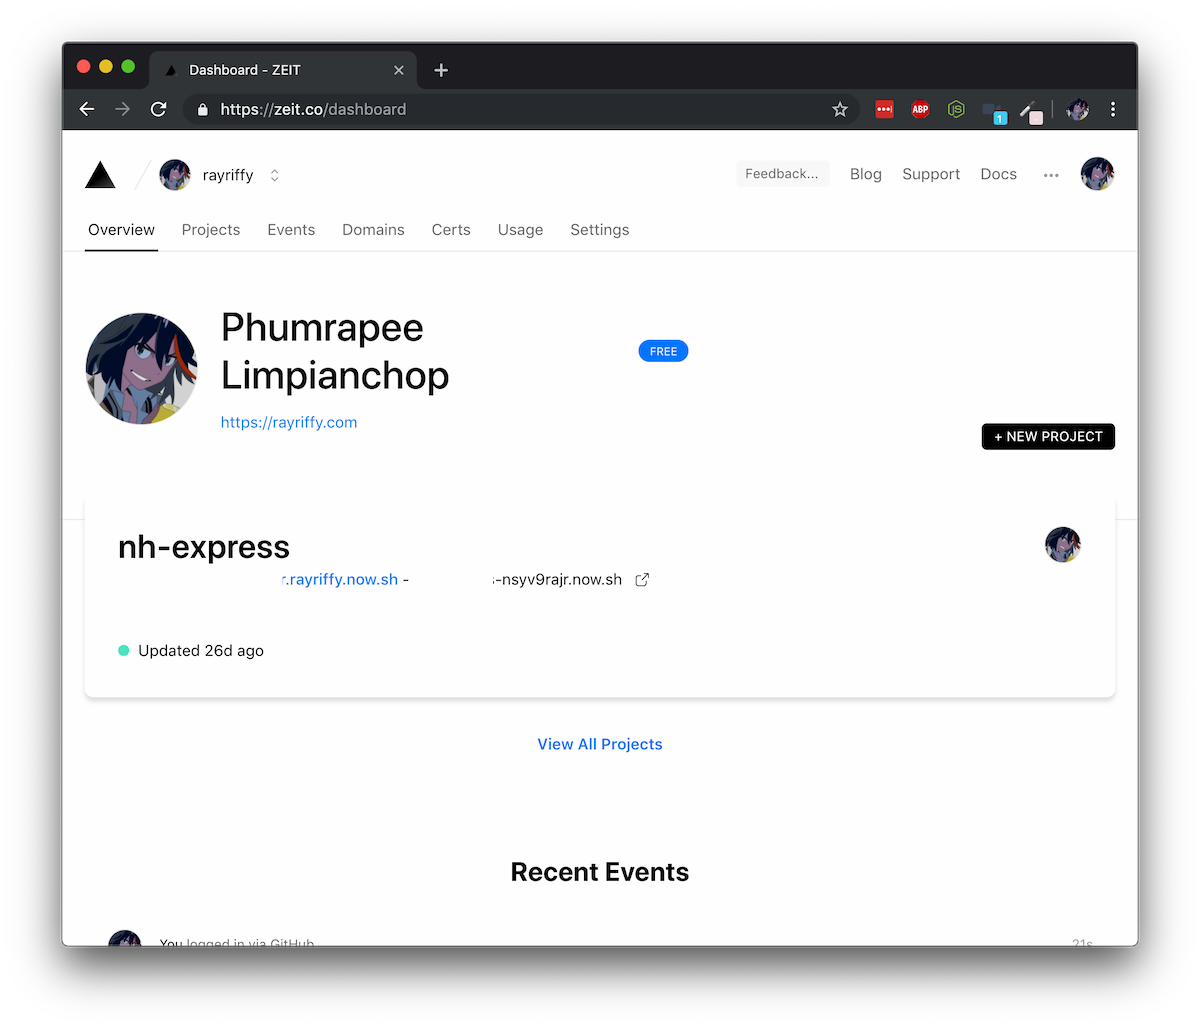 Dashboard - ZEIT
https://zeit.co/dashboard
ABP
JS
1
rayriffy
Feedback...
Blog
Support
Docs
Overview
Projects
Events
Domains
Certs
Usage
Settings
Phumrapee
Limpianchop
FREE
https://rayriffy.com
+ NEW PROJECT
nh-express
.rayriffy.now.sh - -nsyv9rajr.now.sh
Updated 26d ago
View All Projects
Recent Events
You logged in via GitHub
21s